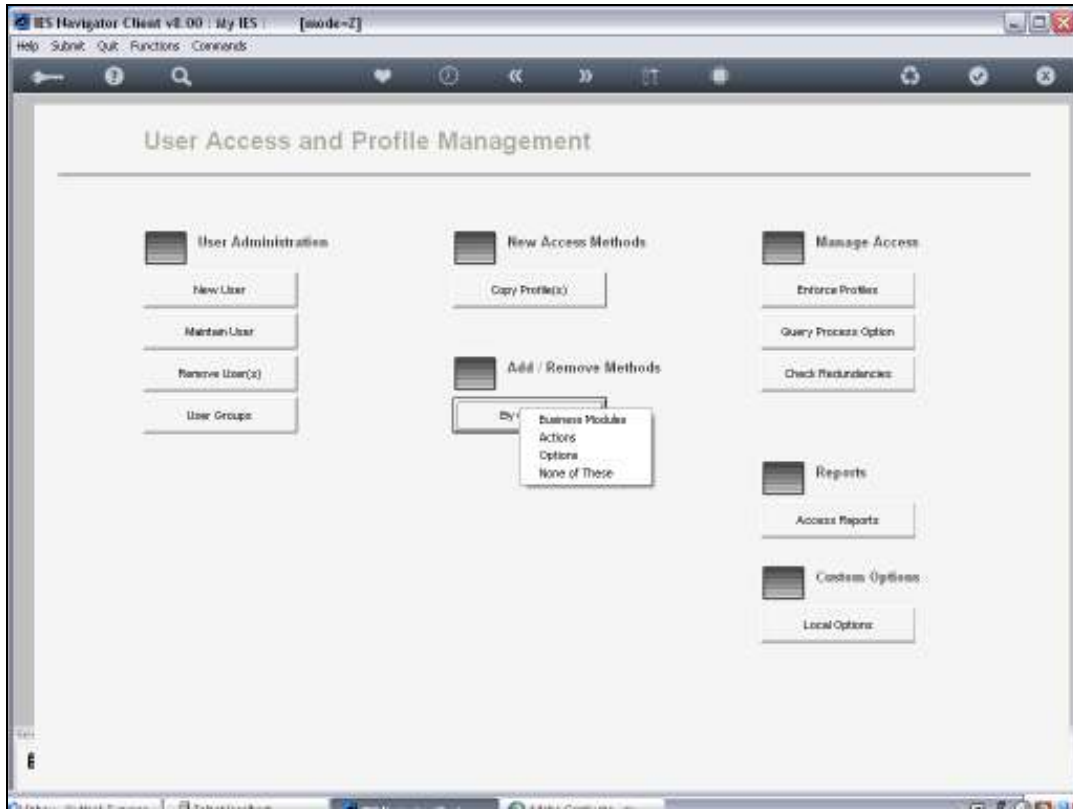 IES Navigator Client v8.00 : My IES : [mode=Z]
Help Submit Quit Functions Commands
User Access and Profile Management
User Administration
New User
Maintain User
Remove User(s)
User Groups
New Access Methods
Copy Profile(s)
Add / Remove Methods
By
Business Modules
Actions
Options
None of These
Manage Access
Enforce Profiles
Query Process Option
Check Redundancies
Reports
Access Reports
Custom Options
Local Options